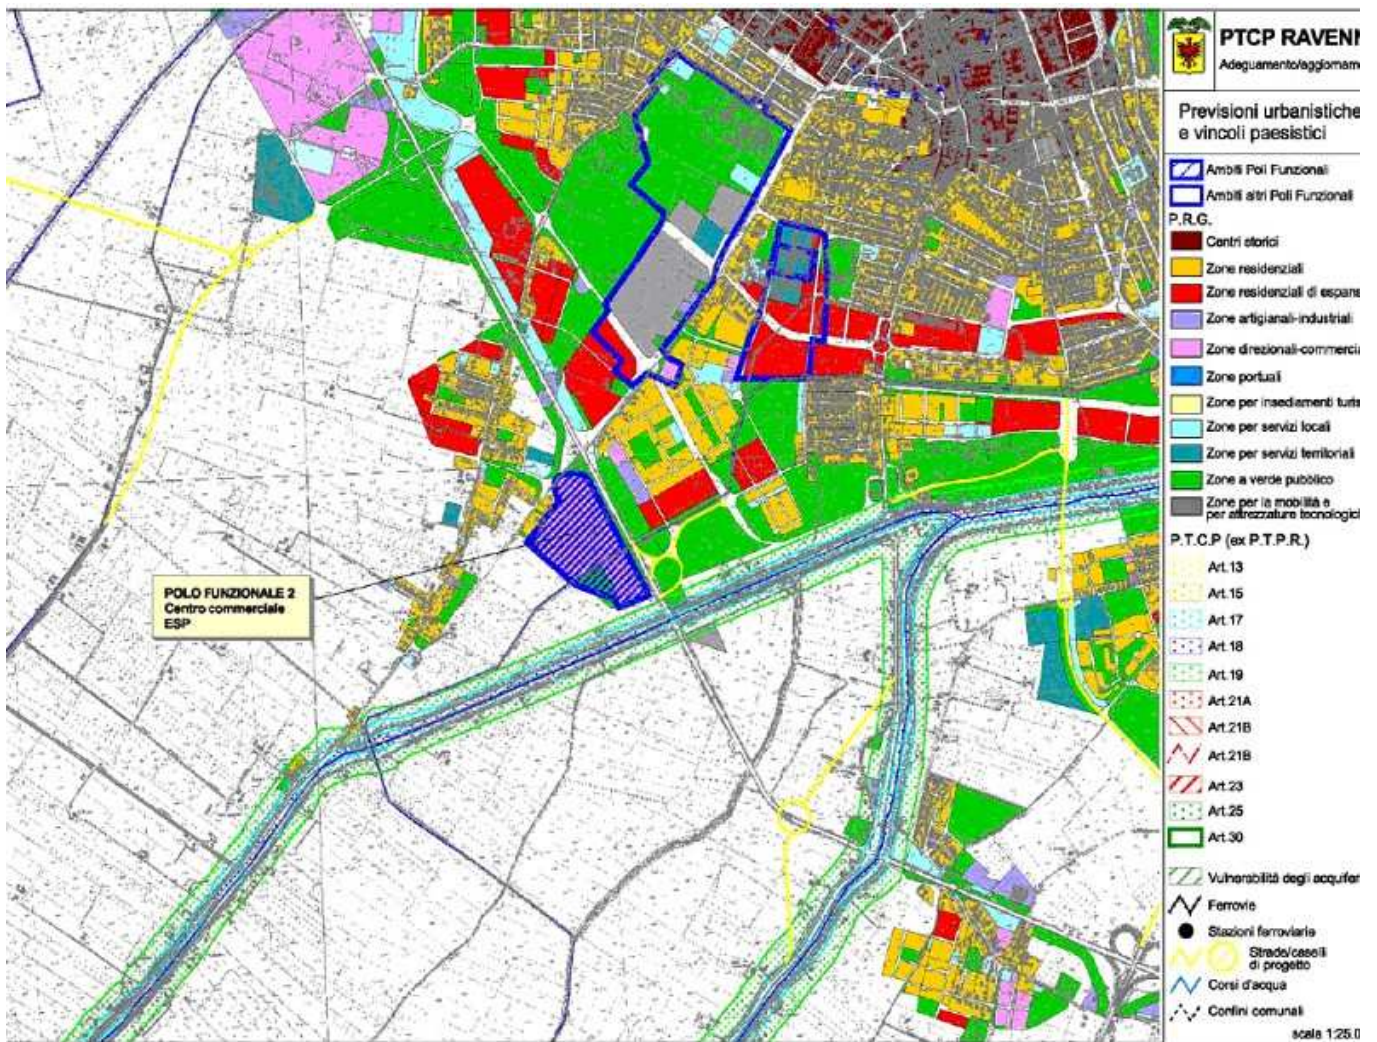 PTCP RAVENN
Adeguamento/aggiorname
Previsioni urbanistiche
e vincoli paesistici
Ambiti Poli Funzionali
Ambiti altri Poli Funzionali
P.R.G.
Centri storici
Zone residenziali
Zone residenziali di espans
Zone artigianali-industriali
Zone direzionali-commercia
Zone portuali
Zone per insediamenti turis
Zone per servizi locali
Zone per servizi territoriali
Zone a verde pubblico
Zone per la mobilità e
per attrezzature tecnologic
P.T.C.P (ex P.T.P.R.)
Art.13
Art.15
Art.17
Art.18
Art.19
Art.21A
Art.21B
Art.21B
Art.23
Art.25
Art.30
Vulnerabilità degli acquifer
Ferrovie
Stazioni ferroviarie
Strade/caselli
di progetto
Corsi d'acqua
Confini comunali
scala 1:25.0
POLO FUNZIONALE 2
Centro commerciale
ESP